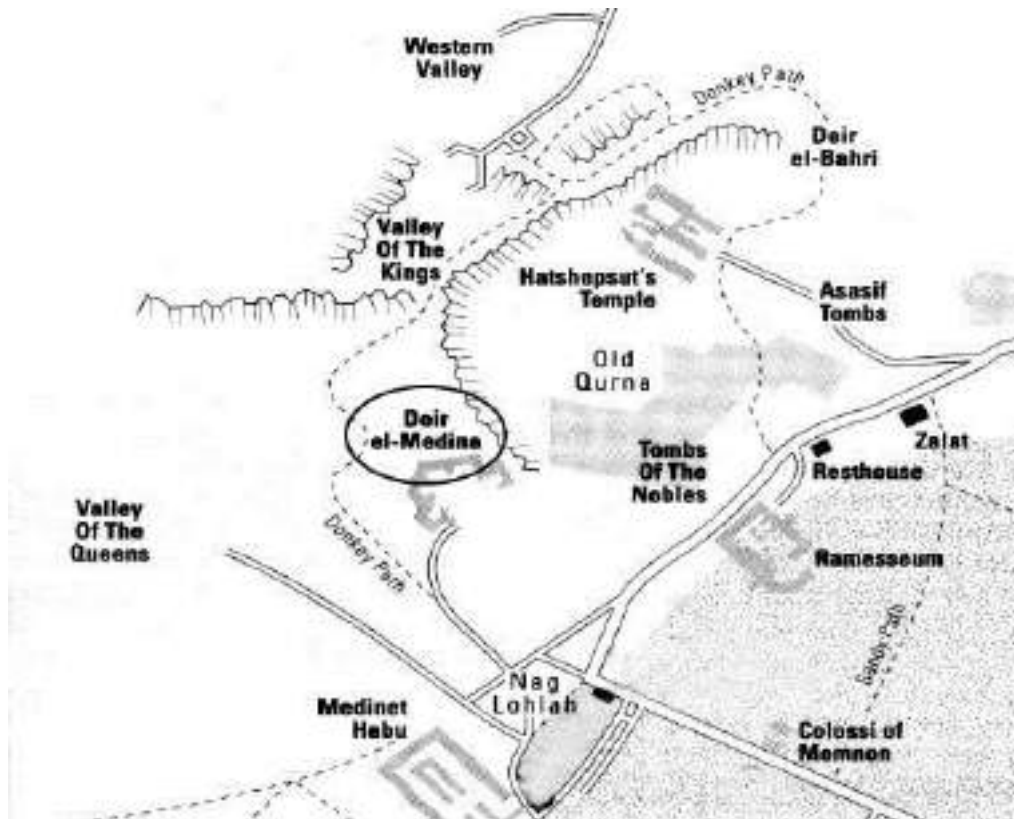 Western
Valley
Donkey Path
Deir
el-Bahri
Valley
Of The
Kings
Hatshepsut's
Temple
Asasif
Tombs
Old
Qurna
Deir
el-Medina
Tombs
Of The
Nobles
Zalat
Resthouse
Valley
Of The
Queens
Donkey Path
Ramesseum
Sandy Path
Nag
Lohlah
Medinet
Habu
Colossi of
Memnon